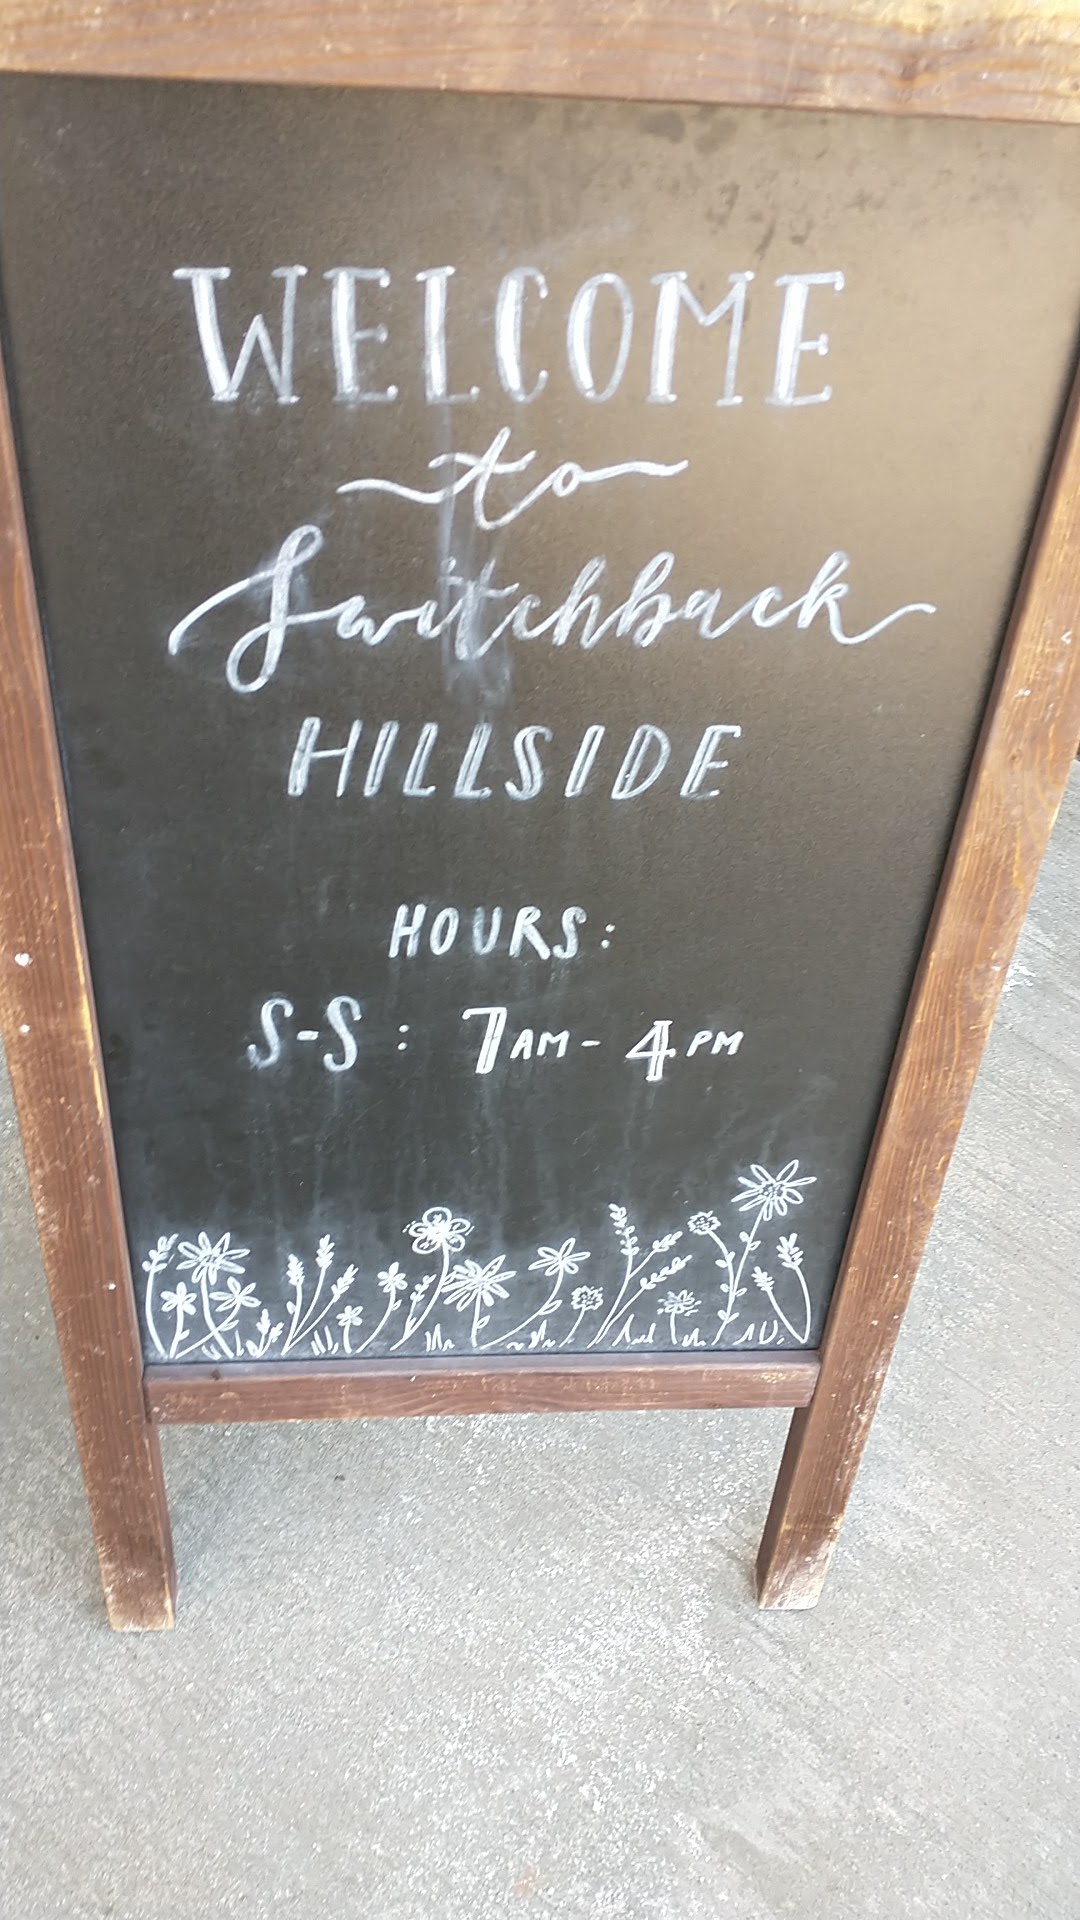 WELCOME
to
Switchback
HILLSIDE
HOURS:
S-S: 7AM-4PM